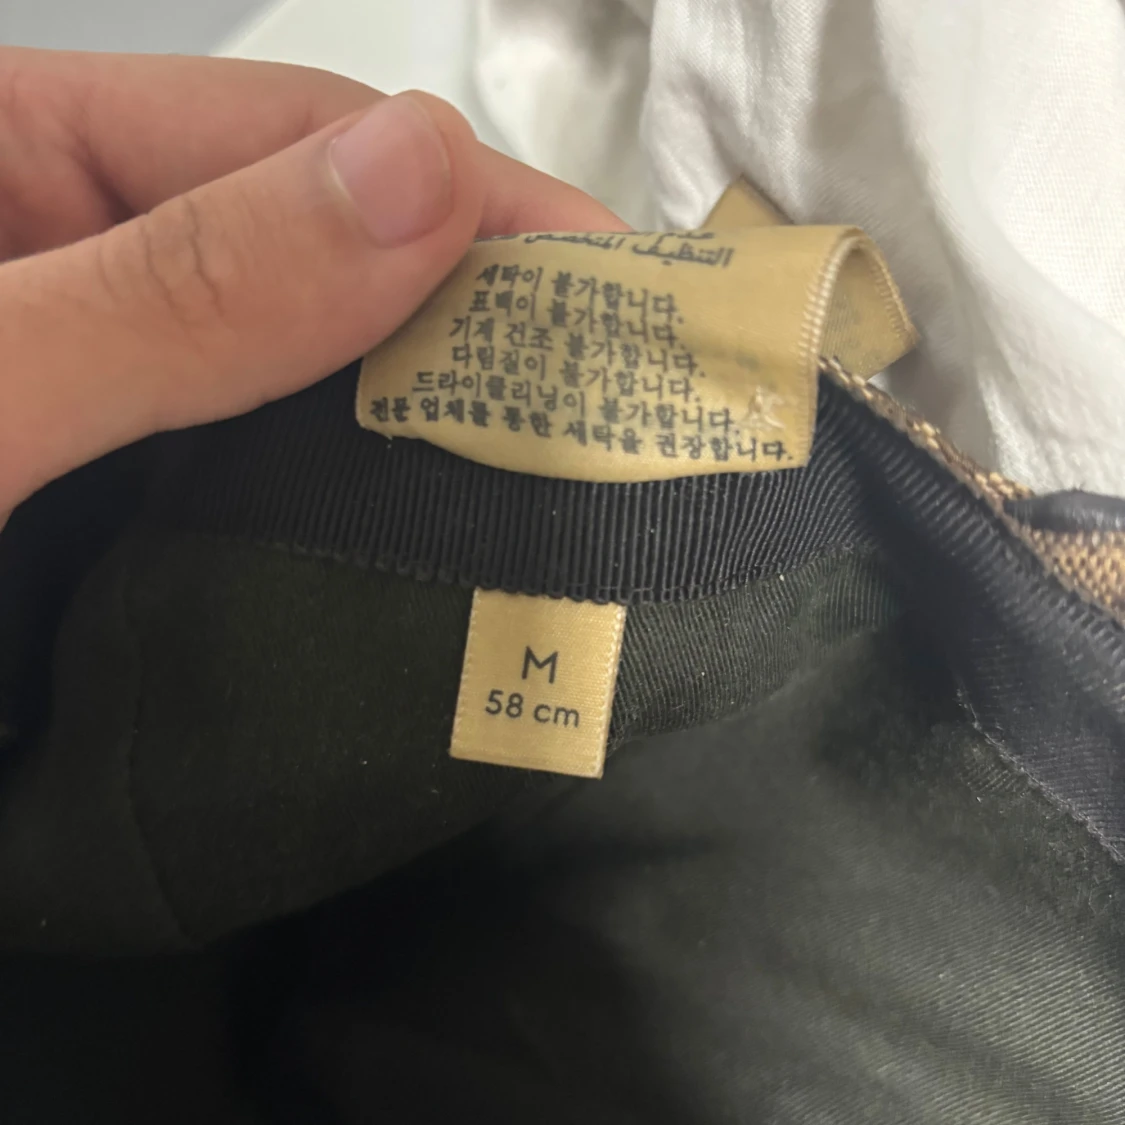 التنظيف المتخصص
세탁이 불가합니다.
표백이 불가합니다.
기계 건조 불가합니다.
다림질이 불가합니다.
드라이클리닝이 불가합니다.
전문 업체를 통한 세탁을 권장합니다.
M
58 cm